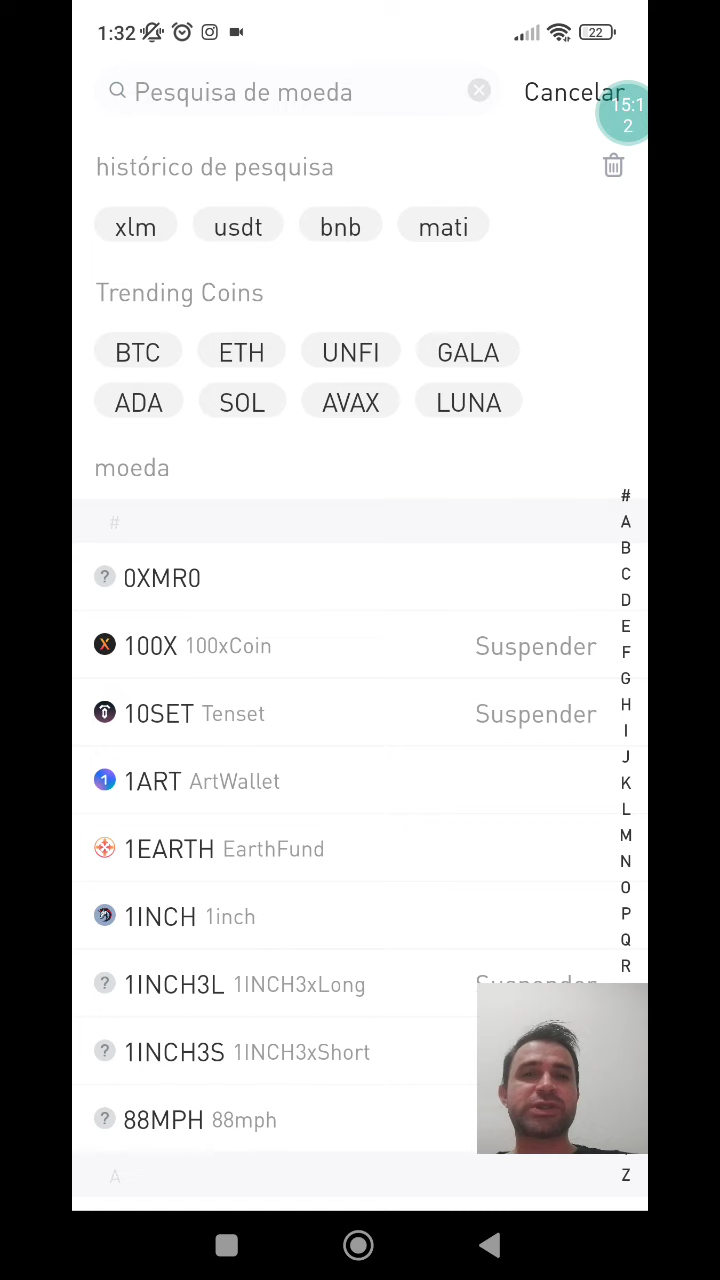 1:32
22
Pesquisa de moeda
Cancelar
15:1
2
histórico de pesquisa
xlm usdt bnb mati
Trending Coins
BTC ETH UNFI GALA
ADA SOL AVAX LUNA
moeda
#
0XMR0
100X 100xCoin Suspender
10SET Tenset Suspender
1ART ArtWallet
1EARTH EarthFund
1INCH 1inch
1INCH3L 1INCH3xLong Suspender
1INCH3S 1INCH3xShort
88MPH 88mph
A
#
A
B
C
D
E
F
G
H
I
J
K
L
M
N
O
P
Q
R
Z